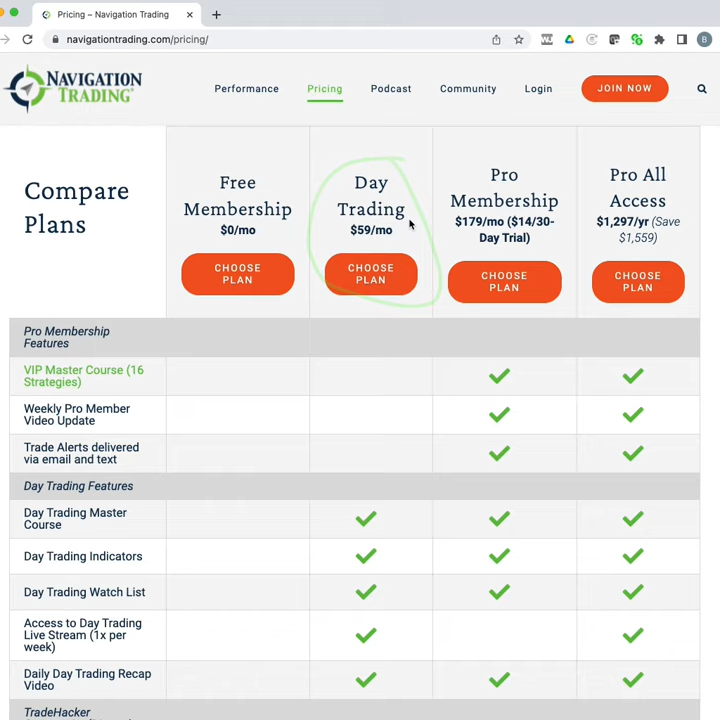 Pricing – Navigation Trading
navigationtrading.com/pricing/
B
NAVIGATION
TRADING®
Performance
Pricing
Podcast
Community
Login
JOIN NOW
Compare
Plans
Free
Membership
$0/mo
CHOOSE
PLAN
Day
Trading
$59/mo
CHOOSE
PLAN
Pro
Membership
$179/mo ($14/30-
Day Trial)
CHOOSE
PLAN
Pro All
Access
$1,297/yr (Save
$1,559)
CHOOSE
PLAN
Pro Membership
Features
VIP Master Course (16
Strategies)
Weekly Pro Member
Video Update
Trade Alerts delivered
via email and text
Day Trading Features
Day Trading Master
Course
Day Trading Indicators
Day Trading Watch List
Access to Day Trading
Live Stream (1x per
week)
Daily Day Trading Recap
Video
TradeHacker